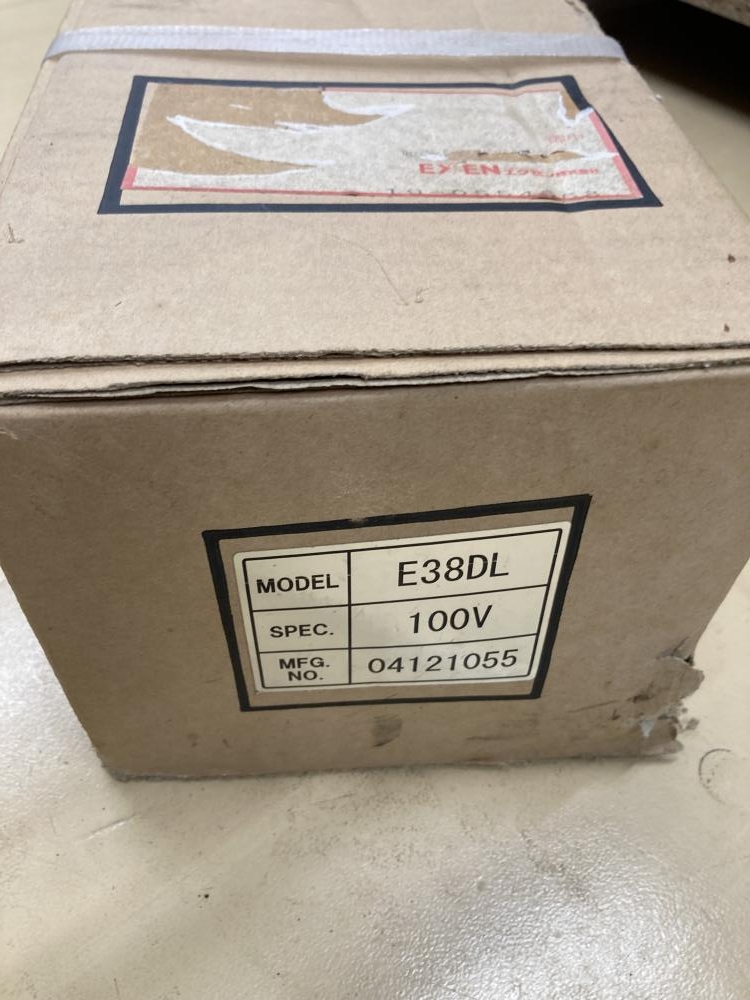 EXEN
MODEL E38DL
SPEC. 100V
MFG. NO. 04121055